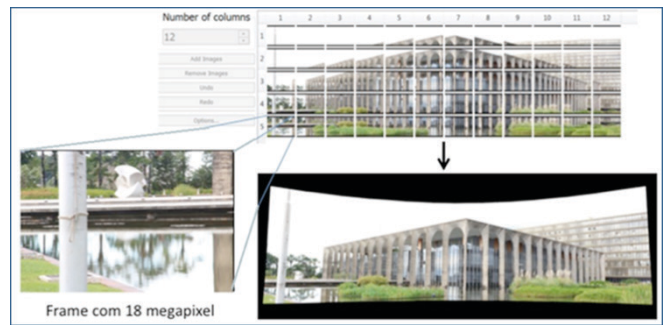 Number of columns
12
Add Images
Remove Images
Undo
Redo
Options...
1 2 3 4 5 6 7 8 9 10 11 12
1
2
3
4
5
Frame com 18 megapixel